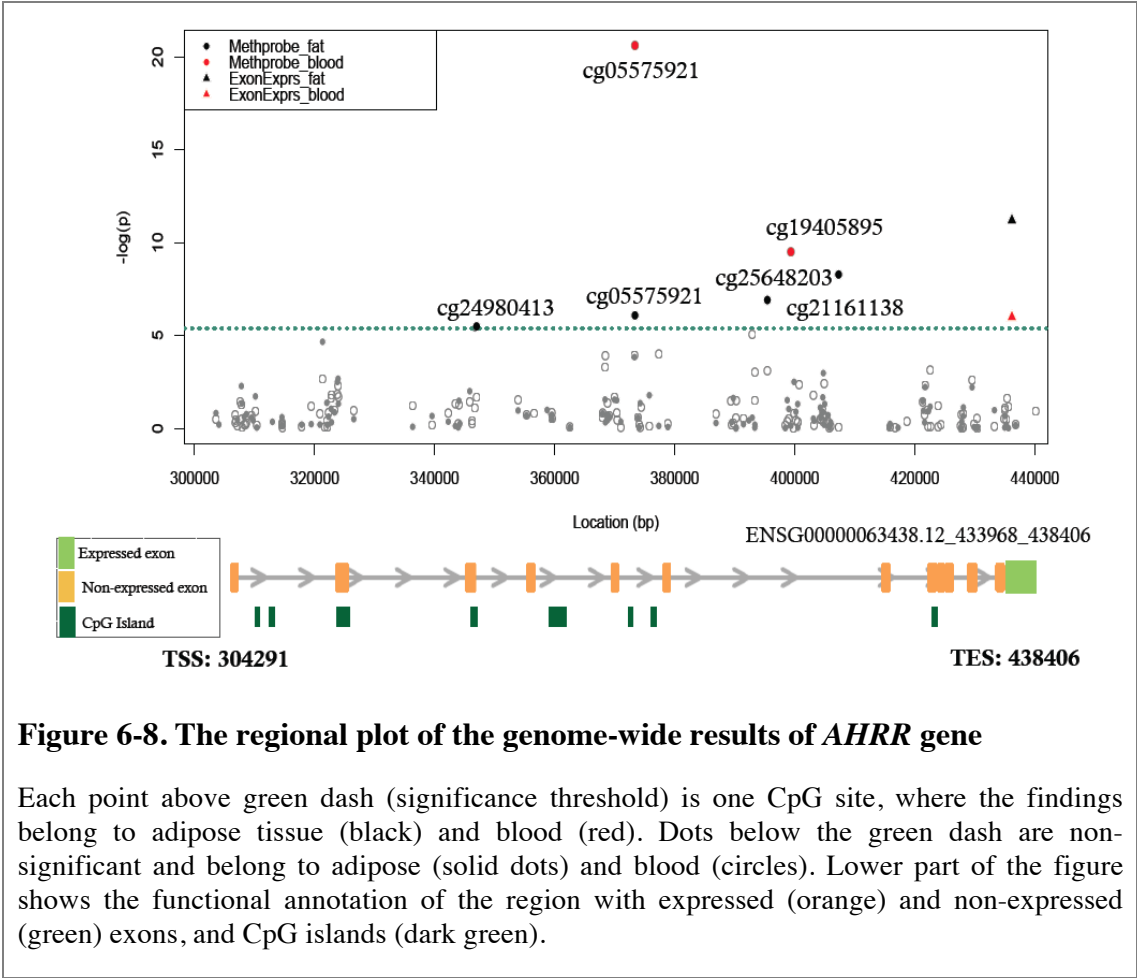 Methprobe_fat
Methprobe_blood
ExonExprs_fat
ExonExprs_blood
20
15
10
5
0
-log(p)
cg05575921
cg19405895
cg25648203
cg05575921
cg24980413
cg21161138
300000 320000 340000 360000 380000 400000 420000 440000
Location (bp)
ENSG00000063438.12_433968_438406
Expressed exon
Non-expressed exon
CpG Island
TSS: 304291
TES: 438406
Figure 6-8. The regional plot of the genome-wide results of AHRR gene
Each point above green dash (significance threshold) is one CpG site, where the findings
belong to adipose tissue (black) and blood (red). Dots below the green dash are non-
significant and belong to adipose (solid dots) and blood (circles). Lower part of the figure
shows the functional annotation of the region with expressed (orange) and non-expressed
(green) exons, and CpG islands (dark green).